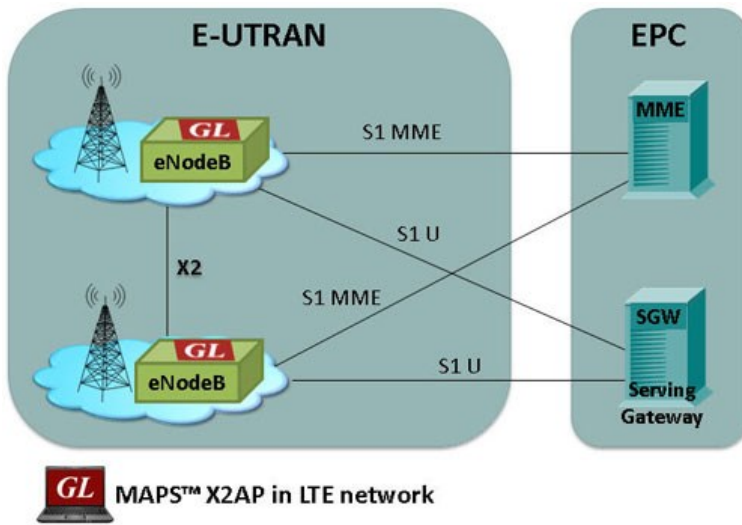 E-UTRAN
EPC
GL
eNodeB
S1 MME
MME
S1 U
X2
S1 MME
GL
eNodeB
S1 U
SGW
Serving
Gateway
GL MAPS™ X2AP in LTE network